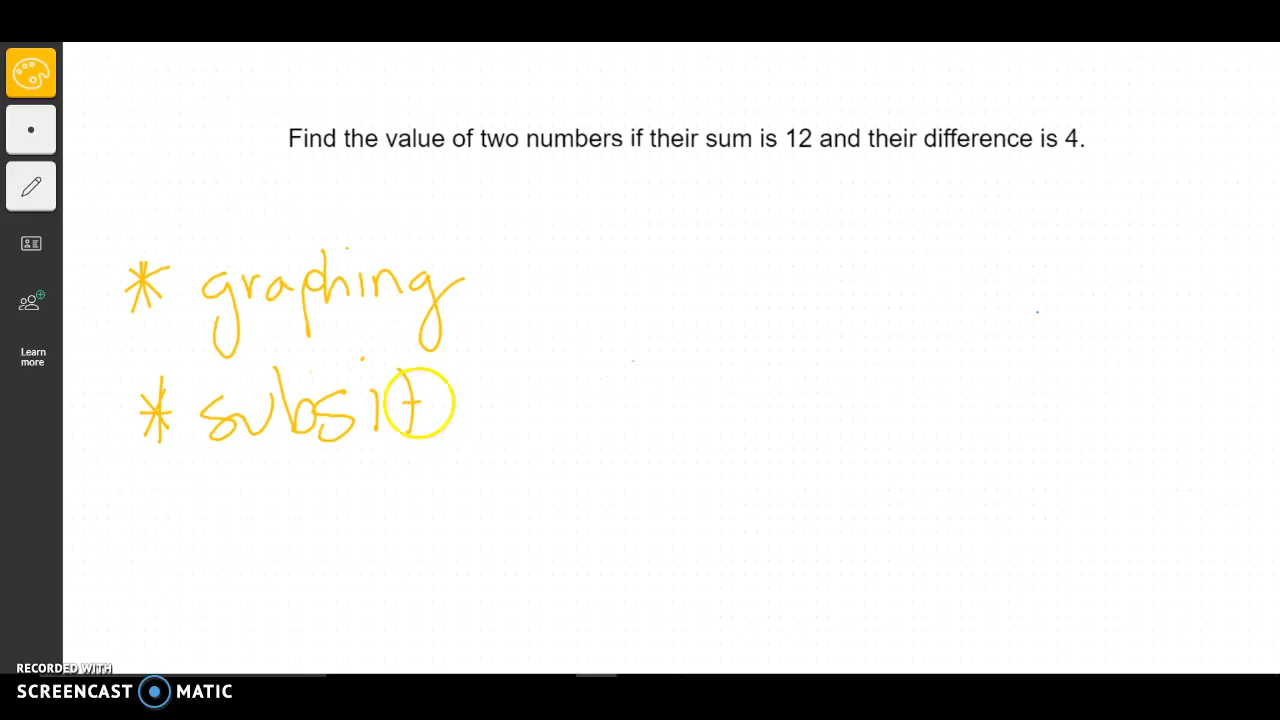 Find the value of two numbers if their sum is 12 and their difference is 4.
* graphing
* subsit
Learn
more
RECORDED WITH
SCREENCAST MATIC